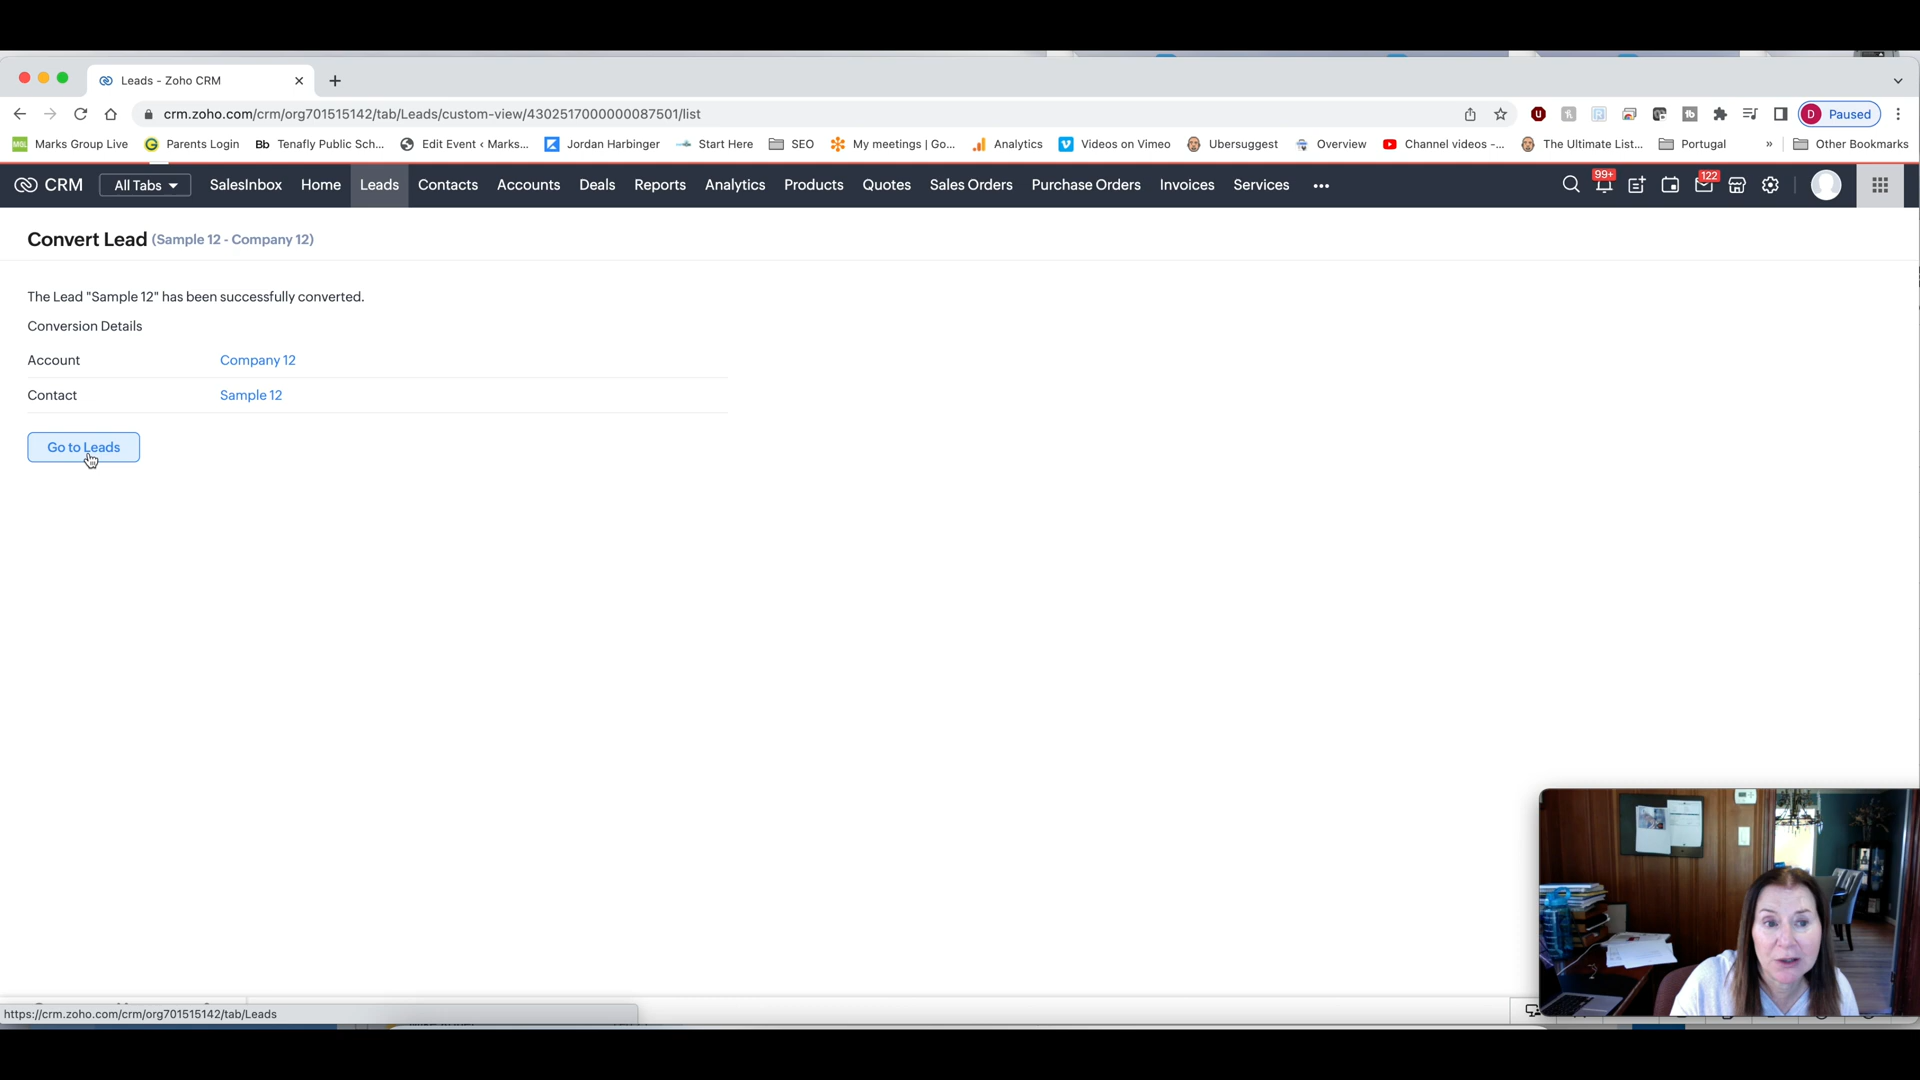 Leads - Zoho CRM
crm.zoho.com/crm/org701515142/tab/Leads/custom-view/4302517000000087501/list
D Paused
MGL Marks Group Live
G Parents Login
Bb Tenafly Public Sch...
Edit Event ‹ Marks...
Jordan Harbinger
Start Here
SEO
My meetings | Go...
Analytics
Videos on Vimeo
Ubersuggest
Overview
Channel videos -...
The Ultimate List...
Portugal
»
Other Bookmarks
CRM
All Tabs
SalesInbox
Home
Leads
Contacts
Accounts
Deals
Reports
Analytics
Products
Quotes
Sales Orders
Purchase Orders
Invoices
Services
99+
122
Convert Lead (Sample 12 - Company 12)
The Lead "Sample 12" has been successfully converted.
Conversion Details
Account Company 12
Contact Sample 12
Go to Leads
https://crm.zoho.com/crm/org701515142/tab/Leads